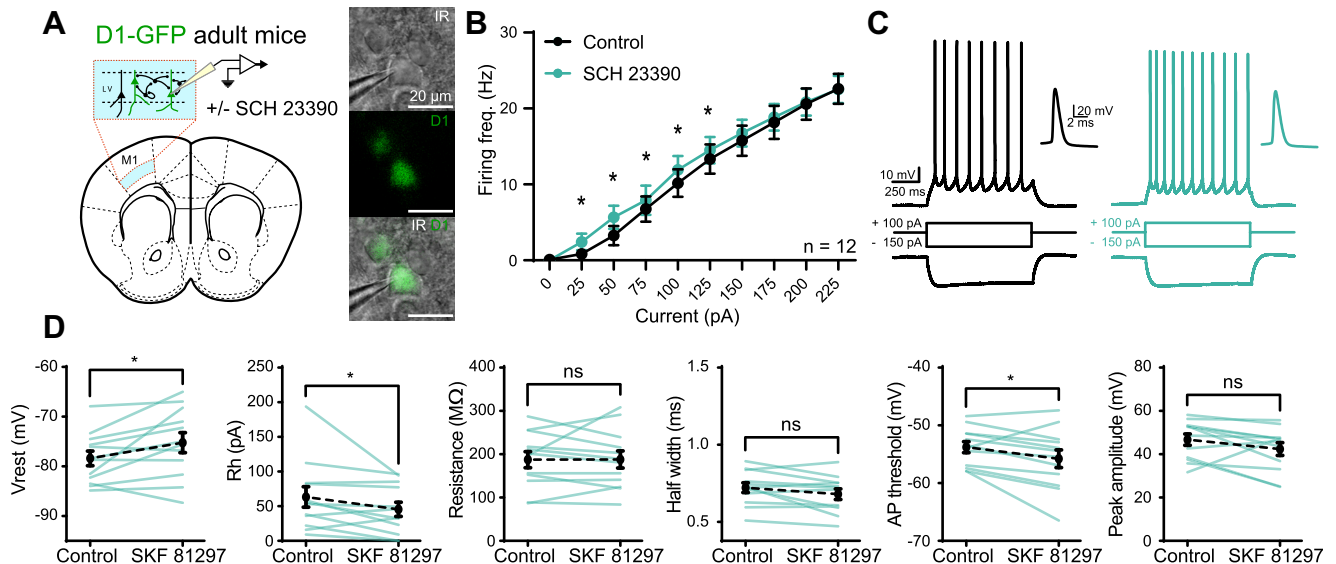 A
D1-GFP adult mice
LV
+/- SCH 23390
M1
IR
20 µm
D1
IR D1
B
Control
SCH 23390
Firing freq. (Hz)
30
20
10
0
* * * * *
n = 12
0 25 50 75 100 125 150 175 200 225
Current (pA)
C
20 mV
2 ms
10 mV
250 ms
+ 100 pA
- 150 pA
+ 100 pA
- 150 pA
D
Vrest (mV)
-60
-70
-80
-90
*
Control SKF 81297
Rh (pA)
250
200
150
100
50
0
*
Control SKF 81297
Resistance (MΩ)
400
300
200
100
0
ns
Control SKF 81297
Half width (ms)
1.5
1.0
0.5
ns
Control SKF 81297
AP threshold (mV)
-40
-50
-60
-70
*
Control SKF 81297
Peak amplitude (mV)
80
60
40
20
0
ns
Control SKF 81297